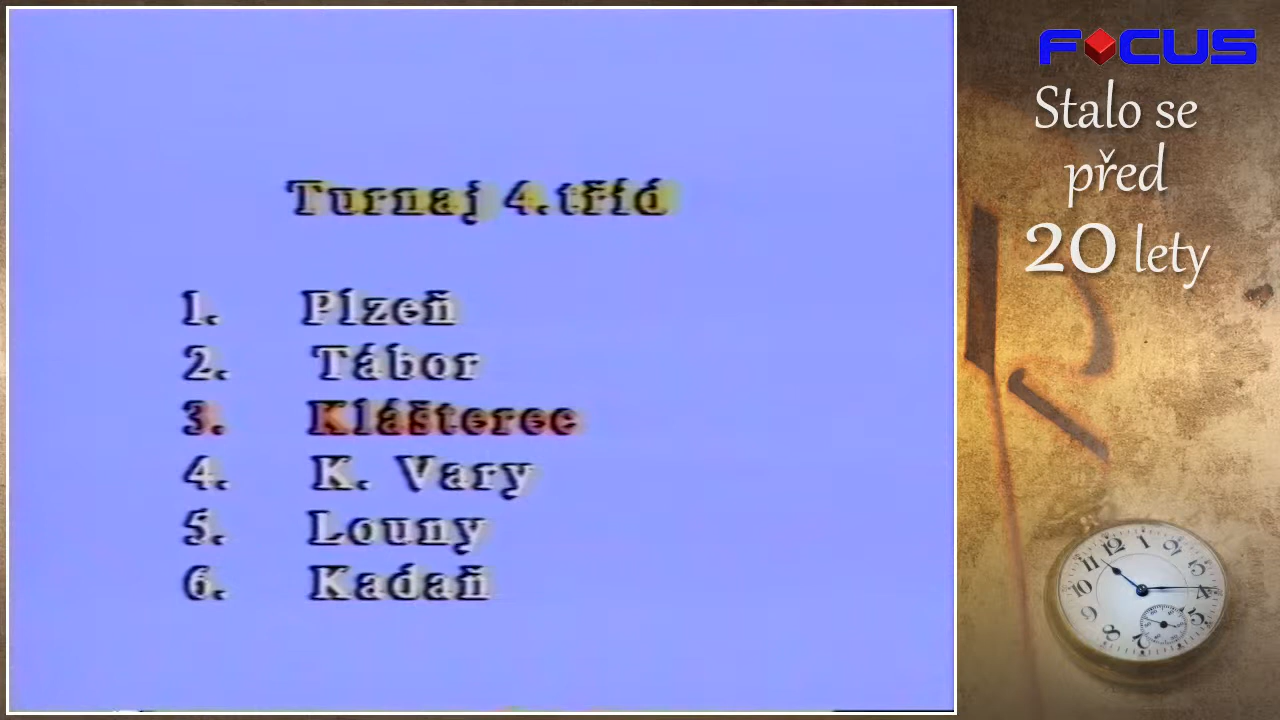 Turnaj 4.tříd
1. Plzeň
2. Tábor
3. Klášterec
4. K. Vary
5. Louny
6. Kadaň
FOCUS
Stalo se
před
20 lety